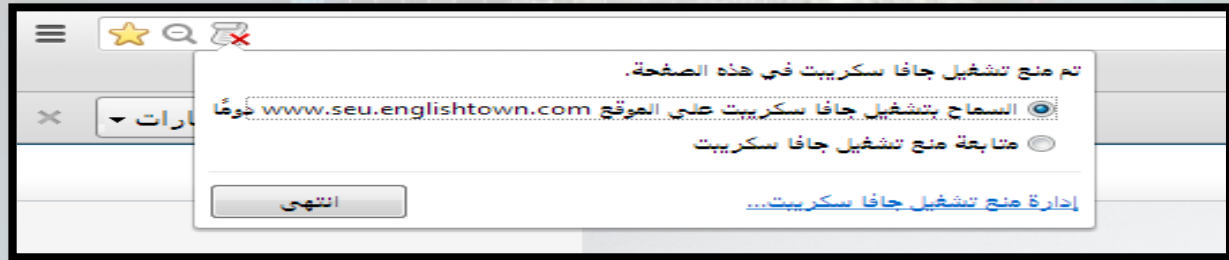 تم منع تشغيل جافا سكريبت في هذه الصفحة.
السماح بتشغيل جافا سكريبت على الموقع www.seu.englishtown.com دومًا
متابعة منع تشغيل جافا سكريبت
إدارة منع تشغيل جافا سكريبت...
انتهى